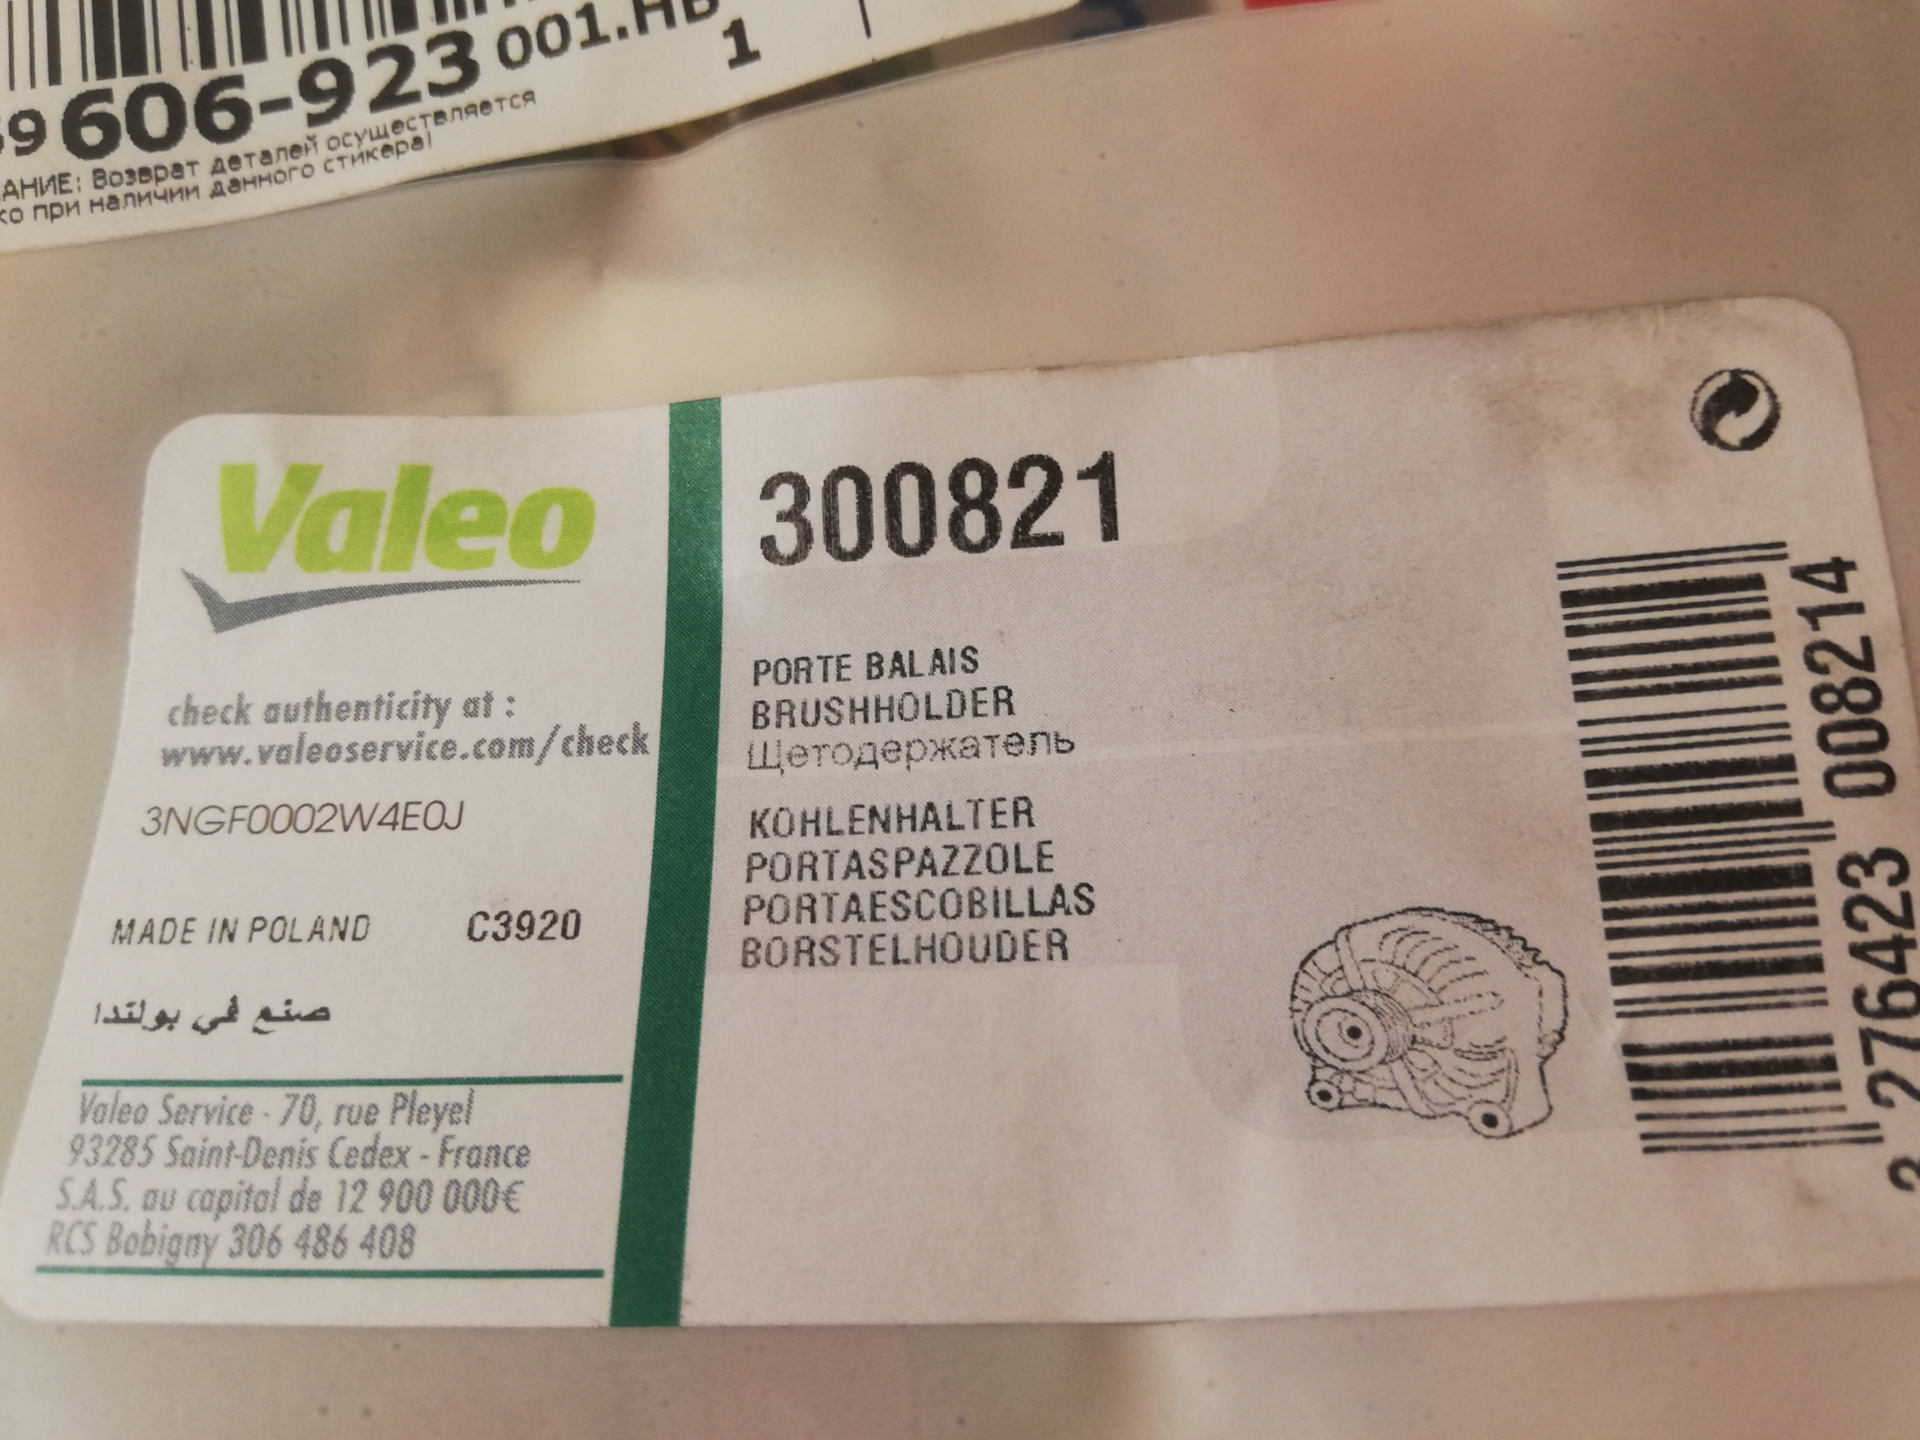 606-923 001.HB
1
Возврат деталей осуществляется
при наличии данного стикера!
Valeo
300821
check authenticity at :
www.valeoservice.com/check
3NGF0002W4E0J
MADE IN POLAND C3920
صنع في بولندا
Valeo Service - 70, rue Pleyel
93285 Saint-Denis Cedex - France
S.A.S. au capital de 12 900 000€
RCS Bobigny 306 486 408
PORTE BALAIS
BRUSHHOLDER
Щетодержатель
KOHLENHALTER
PORTASPAZZOLE
PORTAESCOBILLAS
BORSTELHOUDER
3 276423 008214